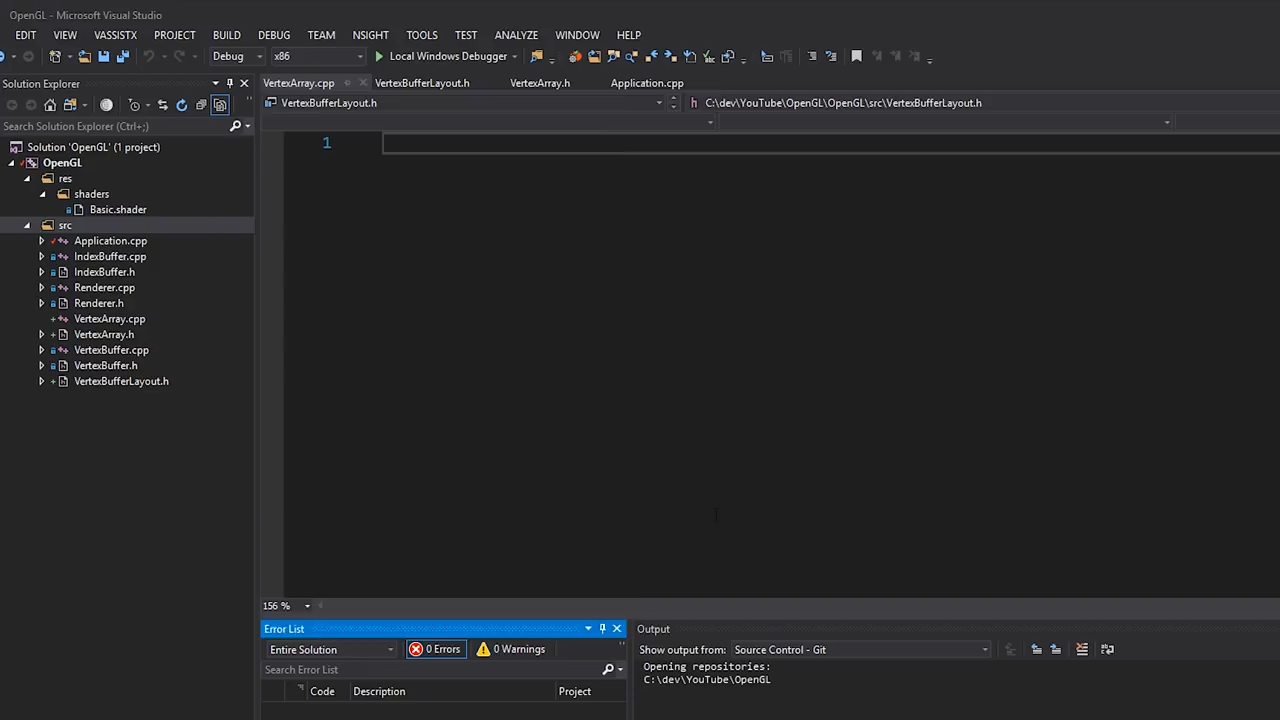 OpenGL - Microsoft Visual Studio
EDIT VIEW VASSISTX PROJECT BUILD DEBUG TEAM NSIGHT TOOLS TEST ANALYZE WINDOW HELP
Debug x86 Local Windows Debugger
Solution Explorer
VertexArray.cpp VertexBufferLayout.h VertexArray.h Application.cpp
VertexBufferLayout.h C:\dev\YouTube\OpenGL\OpenGL\src\VertexBufferLayout.h
Search Solution Explorer (Ctrl+;)
1
Solution 'OpenGL' (1 project)
OpenGL
res
shaders
Basic.shader
src
Application.cpp
IndexBuffer.cpp
IndexBuffer.h
Renderer.cpp
Renderer.h
VertexArray.cpp
VertexArray.h
VertexBuffer.cpp
VertexBuffer.h
VertexBufferLayout.h
156 %
Error List
Entire Solution 0 Errors 0 Warnings
Search Error List
Code Description Project
Output
Show output from: Source Control - Git
Opening repositories:
C:\dev\YouTube\OpenGL